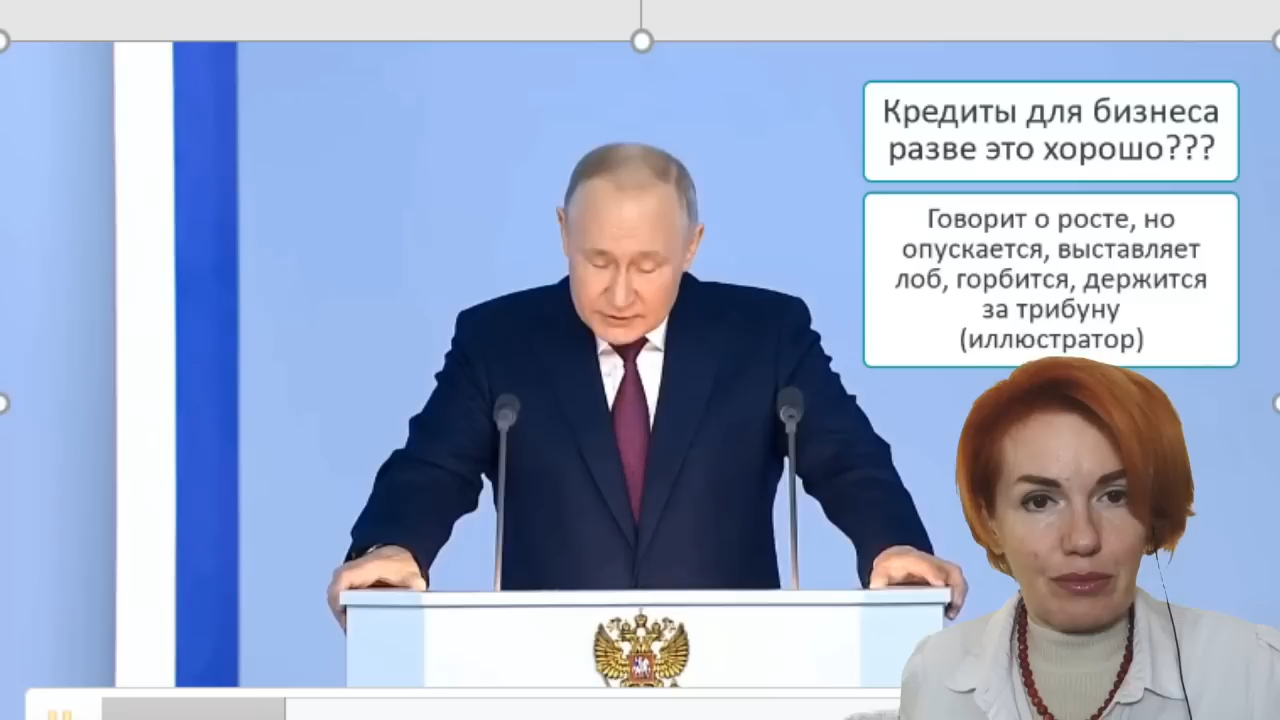 Кредиты для бизнеса
разве это хорошо???
Говорит о росте, но
опускается, выставляет
лоб, горбится, держится
за трибуну
(иллюстратор)